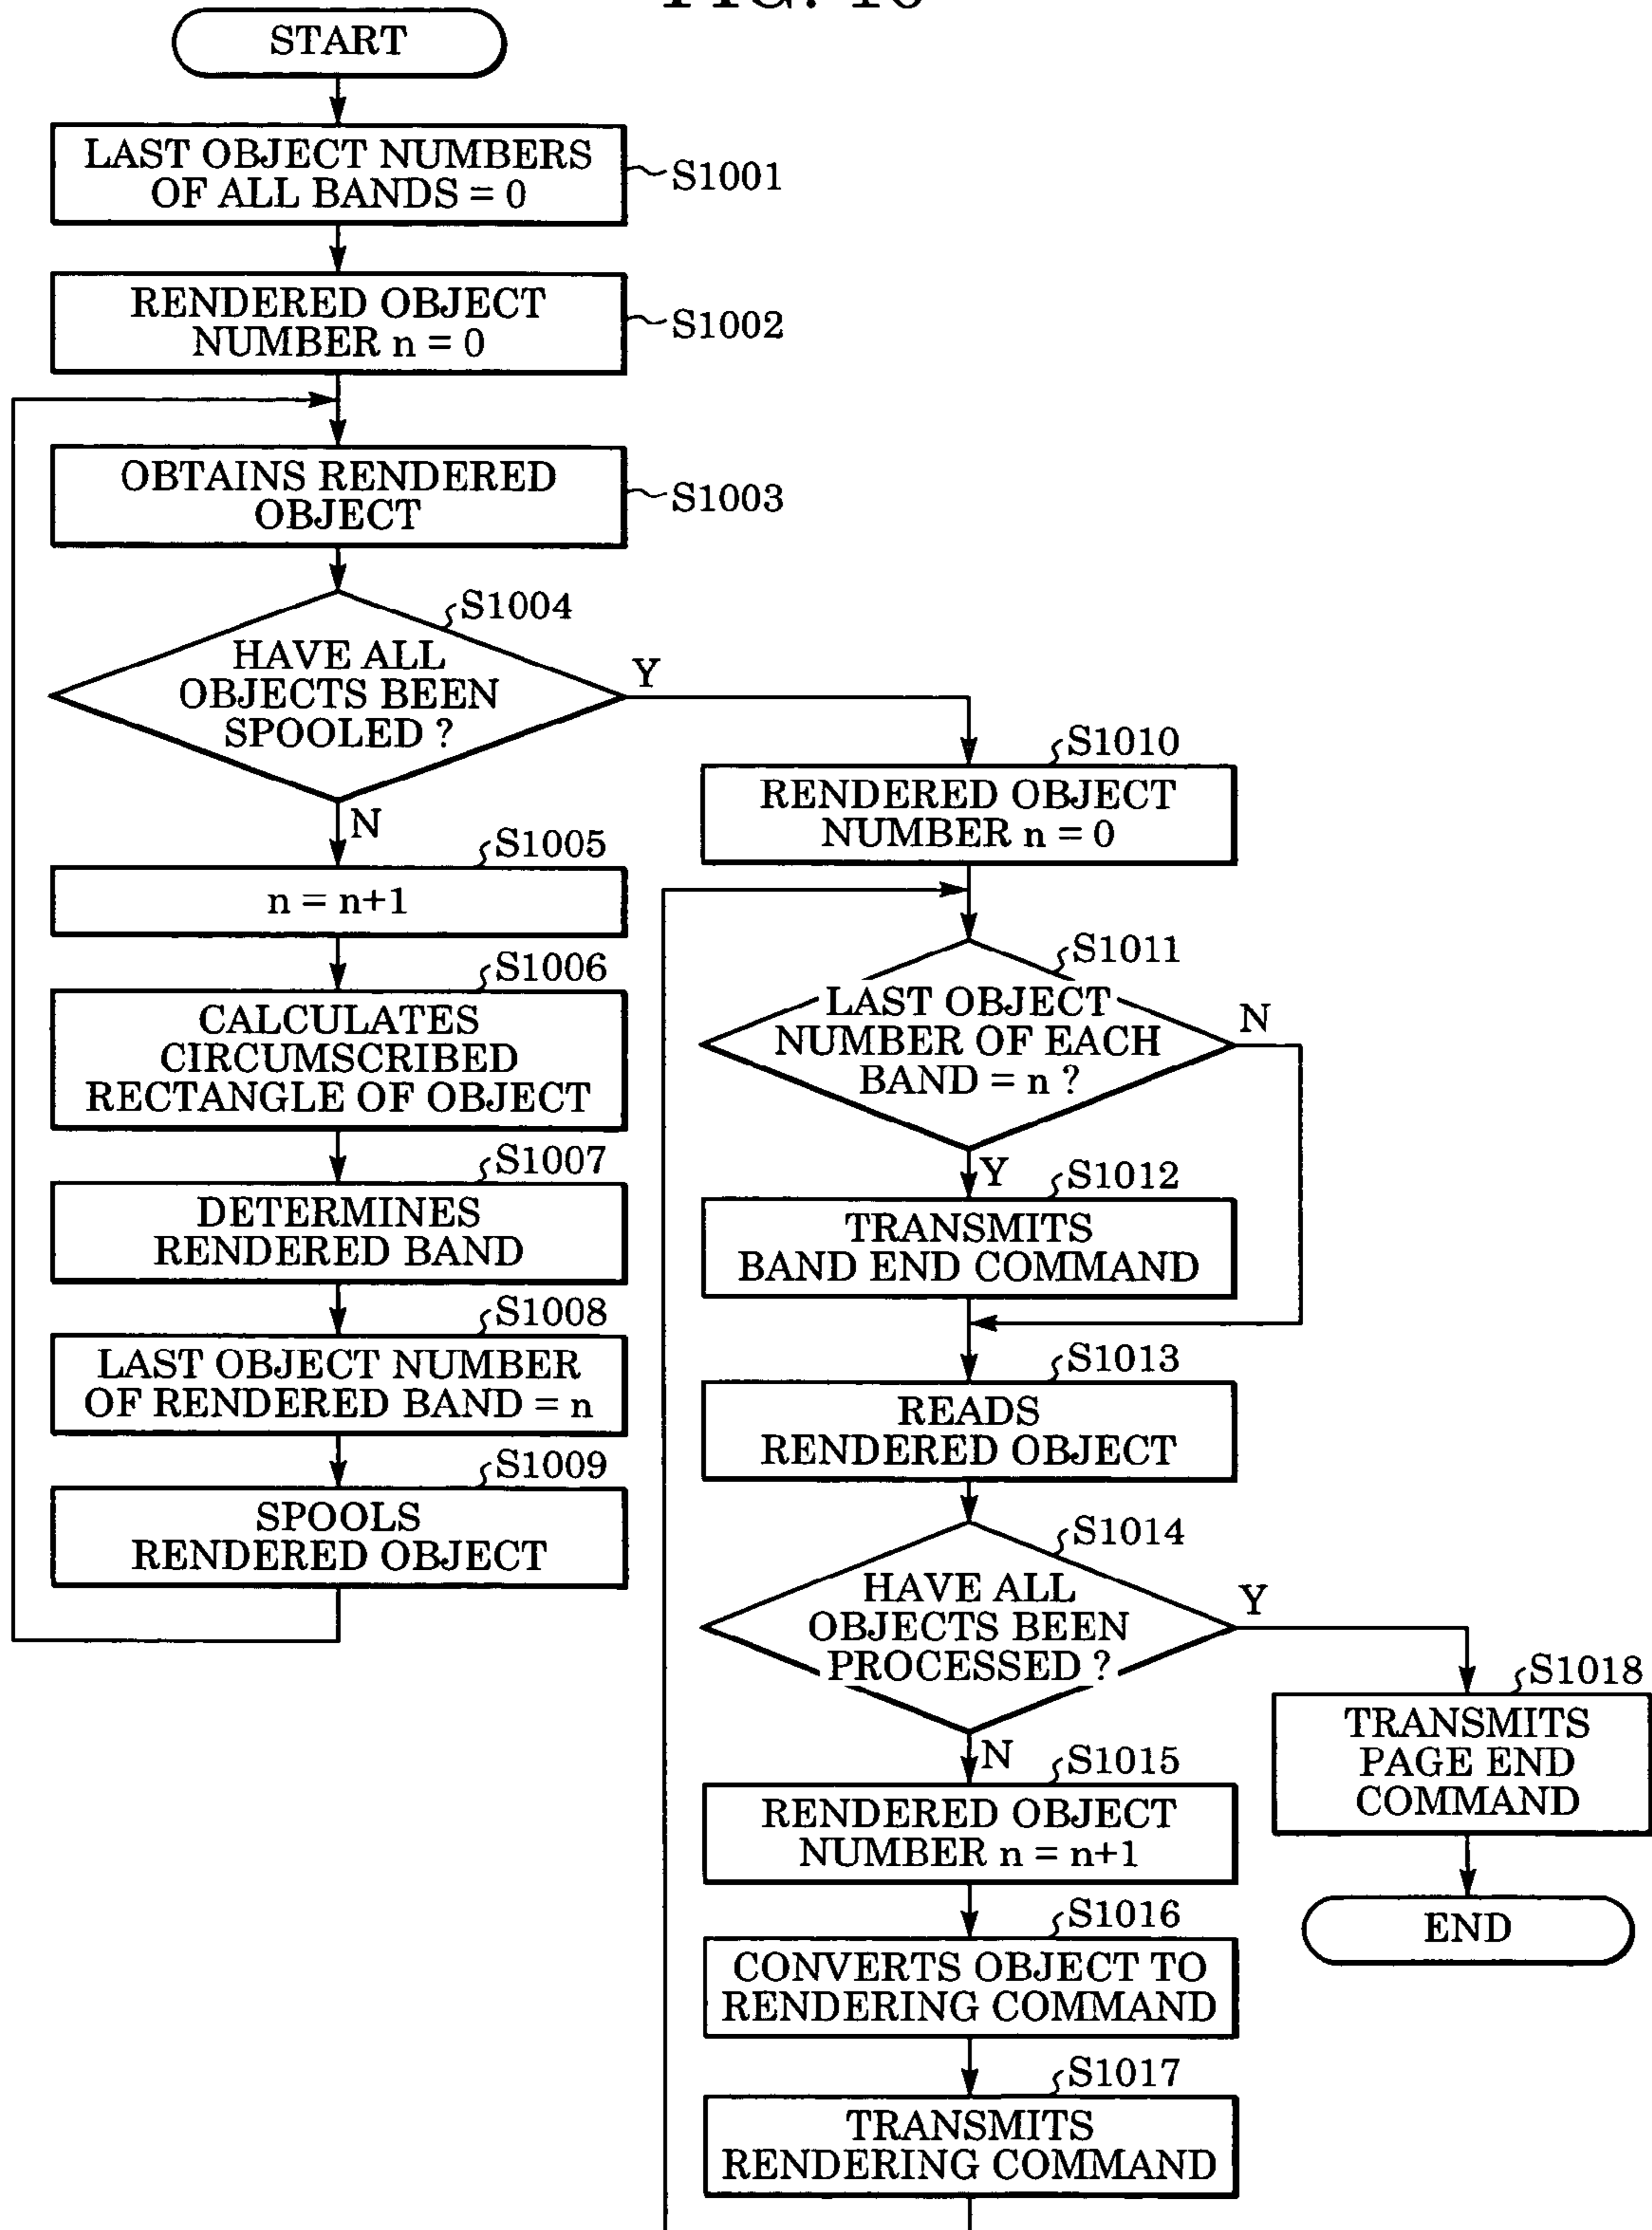 FIG. 10
START
LAST OBJECT NUMBERS
OF ALL BANDS = 0
S1001
RENDERED OBJECT
NUMBER n = 0
S1002
OBTAINS RENDERED
OBJECT
S1003
S1004
HAVE ALL
OBJECTS BEEN
SPOOLED ?
Y
N
S1005
n = n+1
S1006
CALCULATES
CIRCUMSCRIBED
RECTANGLE OF OBJECT
S1007
DETERMINES
RENDERED BAND
S1008
LAST OBJECT NUMBER
OF RENDERED BAND = n
S1009
SPOOLS
RENDERED OBJECT
S1010
RENDERED OBJECT
NUMBER n = 0
S1011
LAST OBJECT
NUMBER OF EACH
BAND = n ?
N
Y
S1012
TRANSMITS
BAND END COMMAND
S1013
READS
RENDERED OBJECT
S1014
HAVE ALL
OBJECTS BEEN
PROCESSED ?
Y
N
S1015
RENDERED OBJECT
NUMBER n = n+1
S1016
CONVERTS OBJECT TO
RENDERING COMMAND
S1017
TRANSMITS
RENDERING COMMAND
S1018
TRANSMITS
PAGE END
COMMAND
END